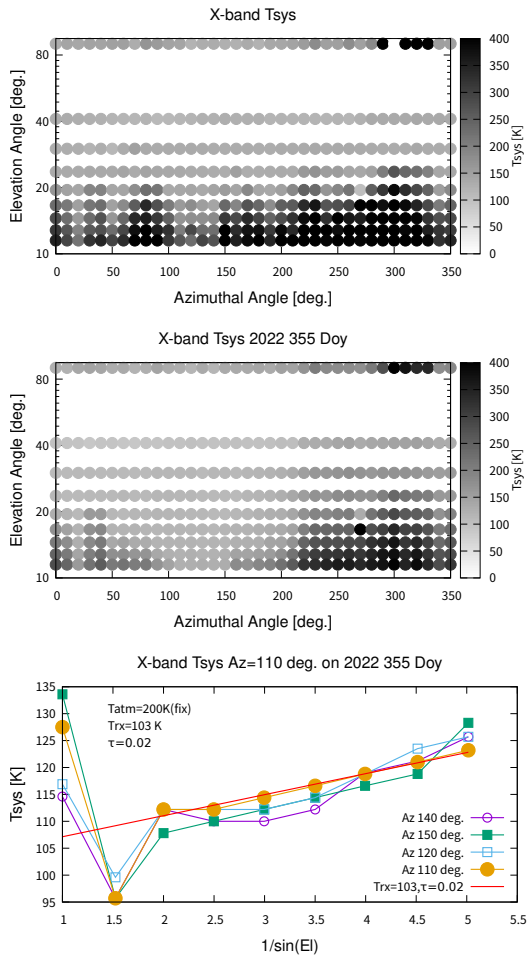 X-band Tsys
80
40
20
10
Elevation Angle [deg.]
0 50 100 150 200 250 300 350
Azimuthal Angle [deg.]
400
350
300
250
200
150
100
50
0
Tsys [K]
X-band Tsys 2022 355 Doy
80
40
20
10
Elevation Angle [deg.]
0 50 100 150 200 250 300 350
Azimuthal Angle [deg.]
400
350
300
250
200
150
100
50
0
Tsys [K]
X-band Tsys Az=110 deg. on 2022 355 Doy
135
130
125
120
115
110
105
100
95
Tsys [K]
Tatm=200K(fix)
Trx=103 K
τ=0.02
Az 140 deg.
Az 150 deg.
Az 120 deg.
Az 110 deg.
Trx=103,τ=0.02
1 1.5 2 2.5 3 3.5 4 4.5 5 5.5
1/sin(El)